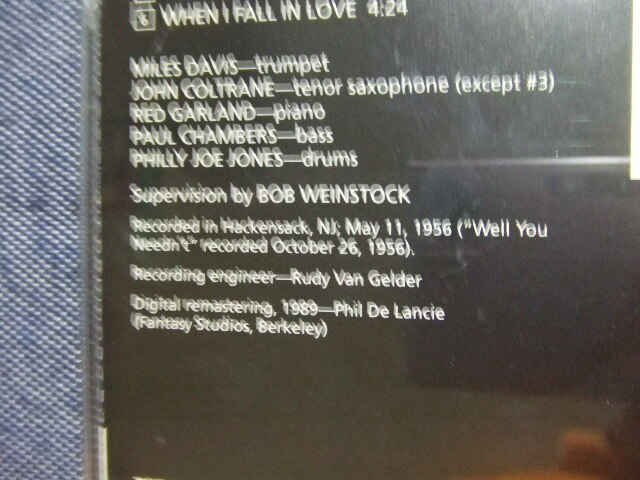 WHEN I FALL IN LOVE 4:24
MILES DAVIS—trumpet
JOHN COLTRANE—tenor saxophone (except #3)
RED GARLAND—piano
PAUL CHAMBERS—bass
PHILLY JOE JONES—drums
Supervision by BOB WEINSTOCK
Recorded in Hackensack, NJ; May 11, 1956 ("Well You
Needn't" recorded October 26, 1956).
Recording engineer—Rudy Van Gelder
Digital remastering, 1989—Phil De Lancie
(Fantasy Studios, Berkeley)